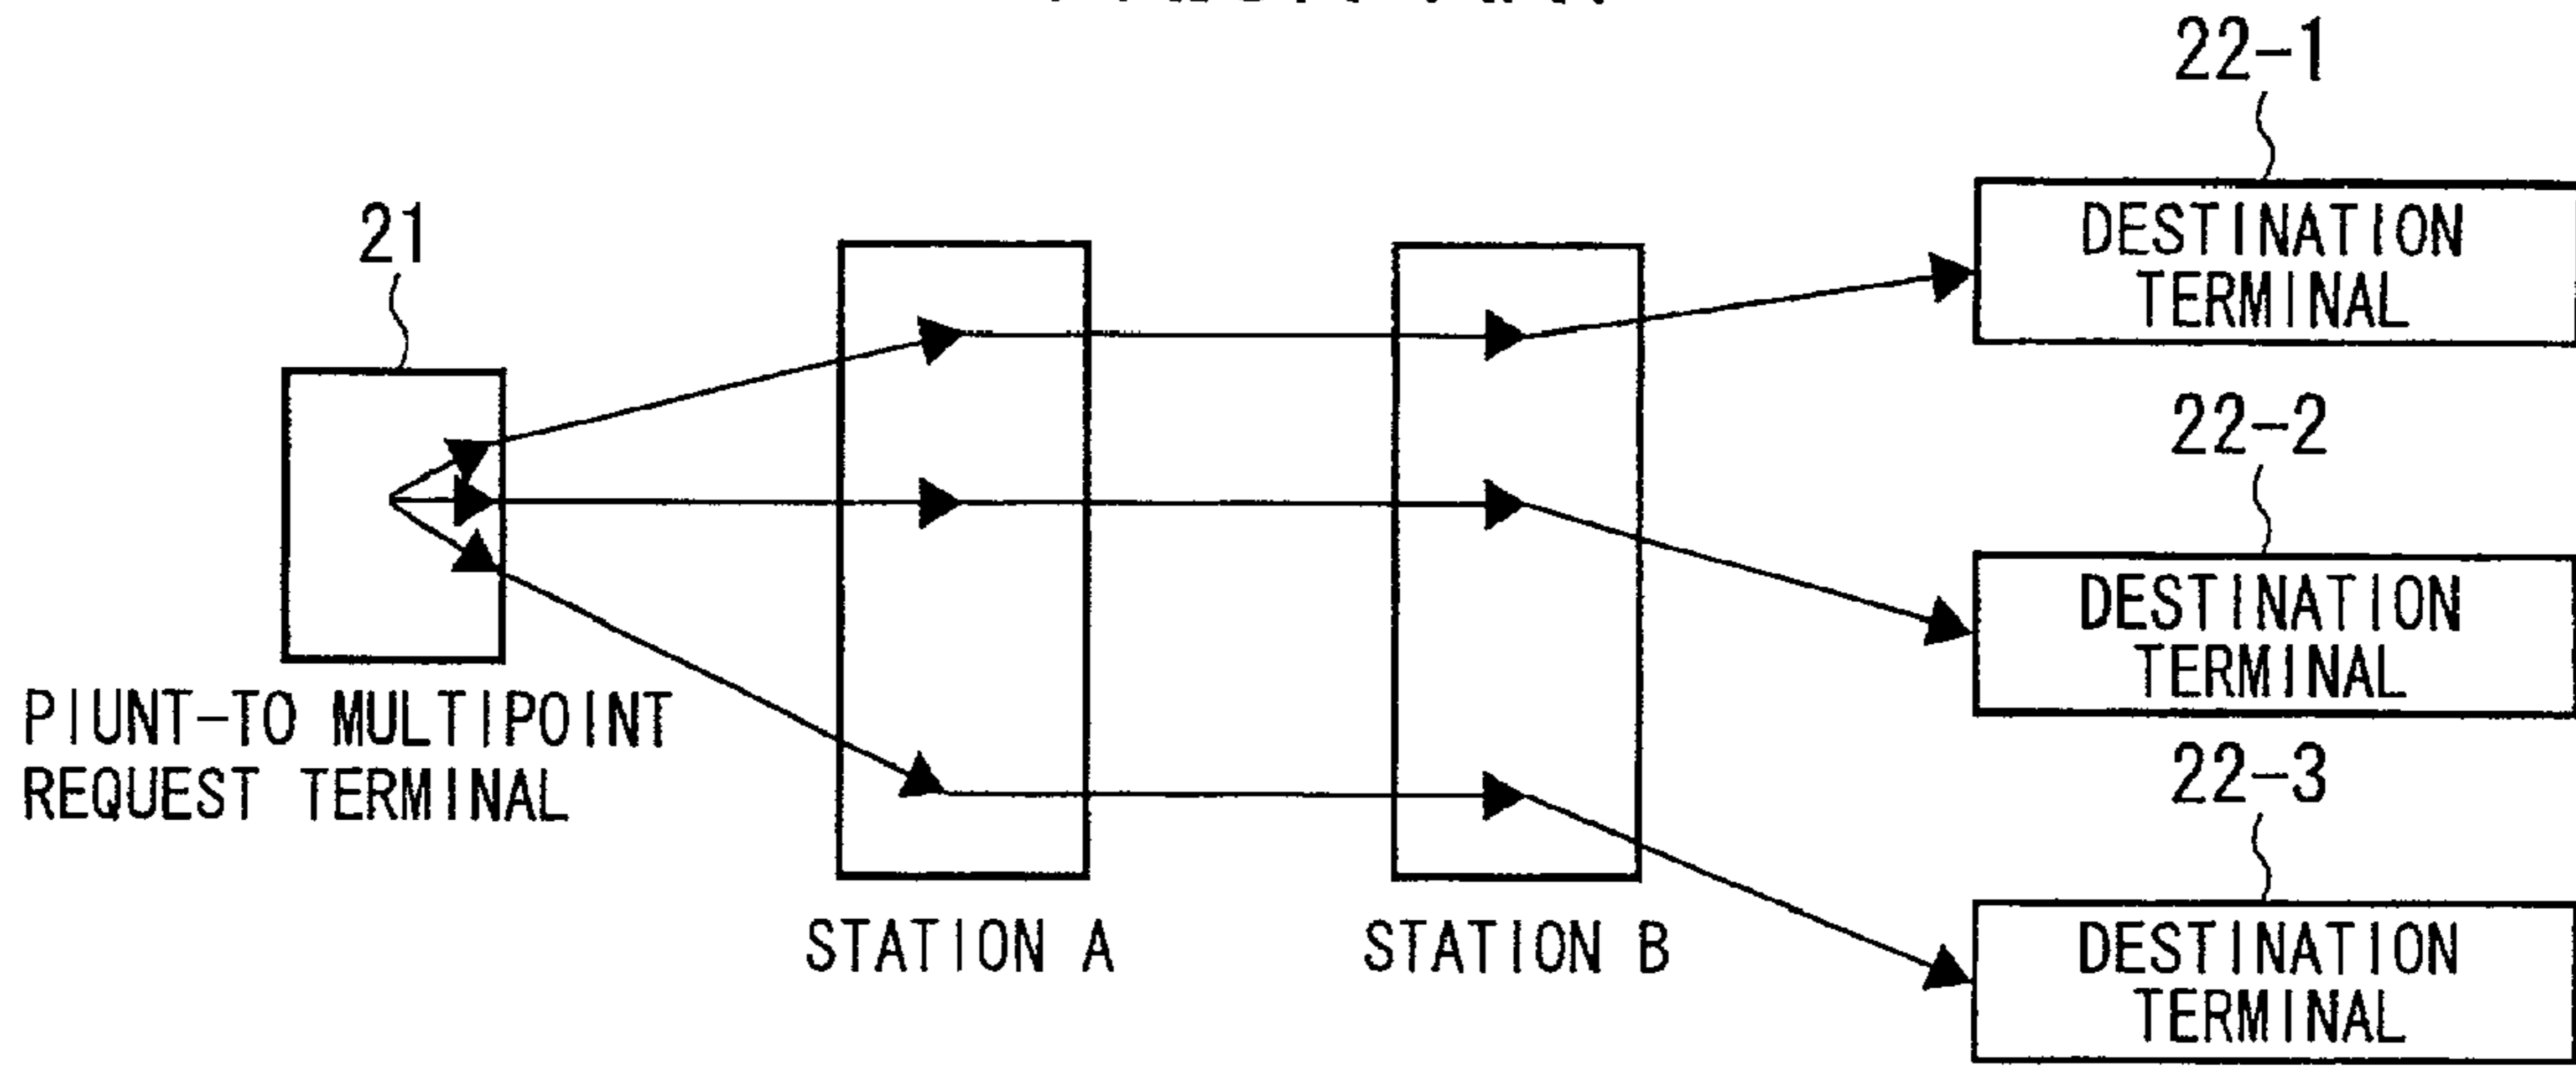 22-1
DESTINATION
TERMINAL
21
22-2
DESTINATION
TERMINAL
PIUNT-TO MULTIPOINT
REQUEST TERMINAL
22-3
STATION A
STATION B
DESTINATION
TERMINAL